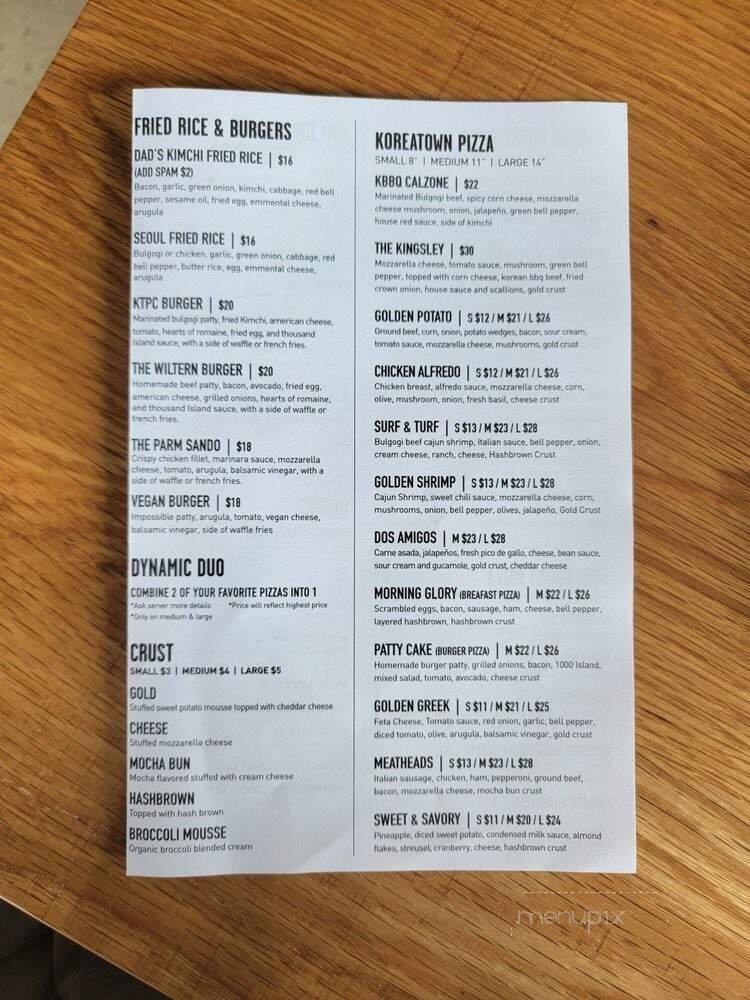 FRIED RICE & BURGERS
DAD'S KIMCHI FRIED RICE | $16
(ADD SPAM $2)
Bacon, garlic, green onion, kimchi, cabbage, red bell
pepper, sesame oil, fried egg, emmental cheese,
arugula
SEOUL FRIED RICE | $16
Bulgogi or chicken, garlic, green onion, cabbage, red
bell pepper, butter rice, egg, emmental cheese,
arugula
KTPC BURGER | $20
Marinated bulgogi patty, fried Kimchi, american cheese,
tomato, hearts of romaine, fried egg, and thousand
Island sauce, with a side of waffle or french fries.
THE WILTERN BURGER | $20
Homemade beef patty, bacon, avocado, fried egg,
american cheese, grilled onions, hearts of romaine,
and thousand Island sauce, with a side of waffle or
french fries.
THE PARM SANDO | $18
Crispy chicken fillet, marinara sauce, mozzarella
cheese, tomato, arugula, balsamic vinegar, with a
side of waffle or french fries.
VEGAN BURGER | $18
Impossible patty, arugula, tomato, vegan cheese,
balsamic vinegar, side of waffle fries
DYNAMIC DUO
COMBINE 2 OF YOUR FAVORITE PIZZAS INTO 1
*Ask server more details *Price will reflect highest price
*Only on medium & large
CRUST
SMALL $3 | MEDIUM $4 | LARGE $5
GOLD
Stuffed sweet potato mousse topped with cheddar cheese
CHEESE
Stuffed mozzarella cheese
MOCHA BUN
Mocha flavored stuffed with cream cheese
HASHBROWN
Topped with hash brown
BROCCOLI MOUSSE
Organic broccoli blended cream
KOREATOWN PIZZA
SMALL 8" | MEDIUM 11" | LARGE 14"
KBBQ CALZONE | $22
Marinated Bulgogi beef, spicy corn cheese, mozzarella
cheese mushroom, onion, jalapeño, green bell pepper,
house red sauce, side of kimchi
THE KINGSLEY | $30
Mozzarella cheese, tomato sauce, mushroom, green bell
pepper, topped with corn cheese, korean bbq beef, fried
crown onion, house sauce and scallions, gold crust
GOLDEN POTATO | S $12 / M $21 / L $26
Ground beef, corn, onion, potato wedges, bacon, sour cream,
tomato sauce, mozzarella cheese, mushrooms, gold crust
CHICKEN ALFREDO | S $12 / M $21 / L $26
Chicken breast, alfredo sauce, mozzarella cheese, corn,
olive, mushroom, onion, fresh basil, cheese crust
SURF & TURF | S $13 / M $23 / L $28
Bulgogi beef cajun shrimp, Italian sauce, bell pepper, onion,
cream cheese, ranch, cheese, Hashbrown Crust
GOLDEN SHRIMP | S $13 / M $23 / L $28
Cajun Shrimp, sweet chili sauce, mozzarella cheese, corn,
mushrooms, onion, bell pepper, olives, jalapeño, Gold Crust
DOS AMIGOS | M $23 / L $28
Carne asada, jalapeños, fresh pico de gallo, cheese, bean sauce,
sour cream and gucamole, gold crust, cheddar cheese
MORNING GLORY (BREAFAST PIZZA) | M $22 / L $26
Scrambled eggs, bacon, sausage, ham, cheese, bell pepper,
layered hashbrown, hashbrown crust
PATTY CAKE (BURGER PIZZA) | M $22 / L $26
Homemade burger patty, grilled onions, bacon, 1000 Island,
mixed salad, tomato, avocado, cheese crust
GOLDEN GREEK | S $11 / M $21 / L $25
Feta Cheese, Tomato sauce, red onion, garlic, bell pepper,
diced tomato, olive, arugula, balsamic vinegar, gold crust
MEATHEADS | S $13 / M $23 / L $28
Italian sausage, chicken, ham, pepperoni, ground beef,
bacon, mozzarella cheese, mocha bun crust
SWEET & SAVORY | S $11 / M $20 / L $24
Pineapple, diced sweet potato, condensed milk sauce, almond
flakes, streusel, cranberry, cheese, hashbrown crust
menupix